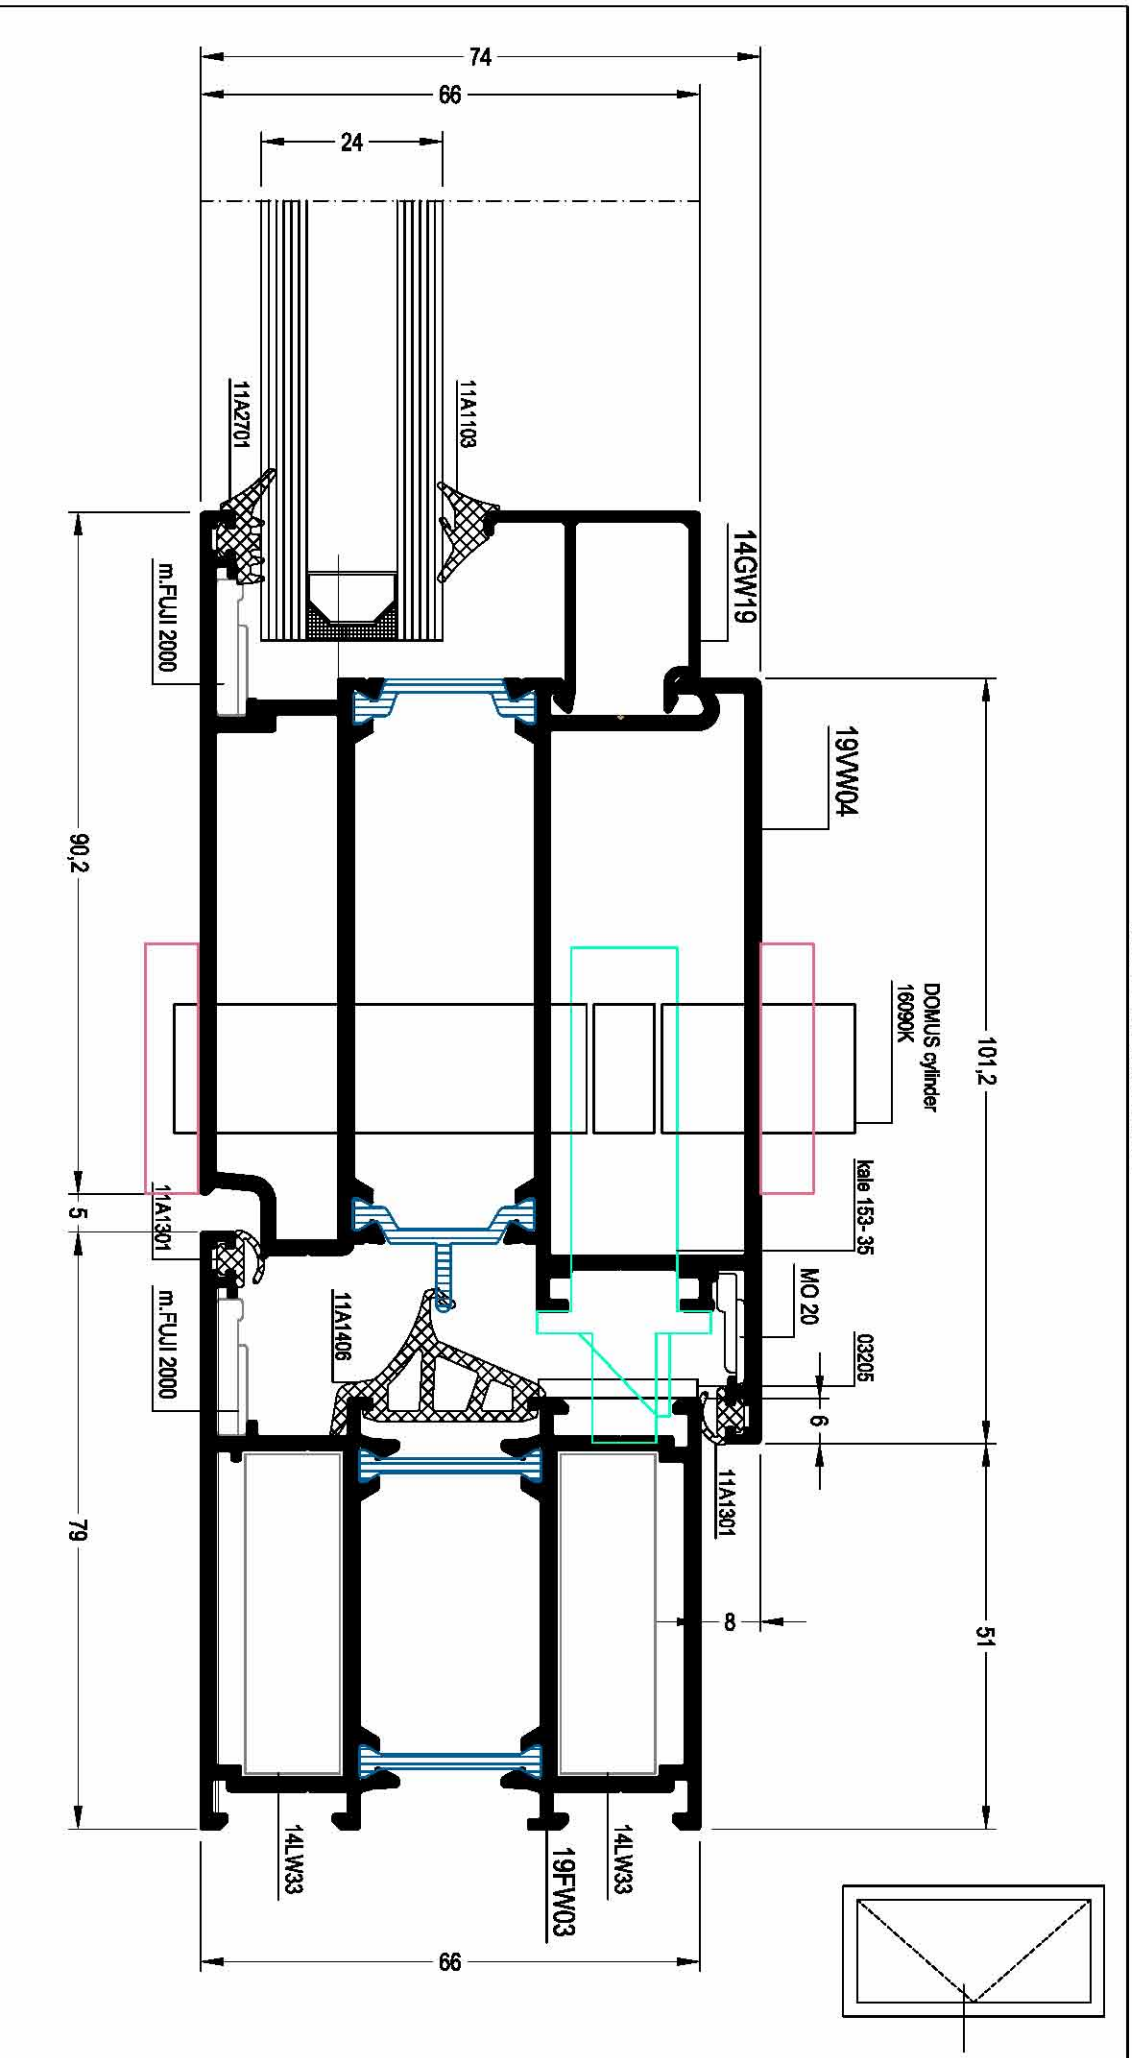 74
66
24
11A2701
11A1103
14GW19
m.FUJI 2000
19VW04
90,2
101,2
DOMUS cylinder
16090K
kale 153- 35
MO 20
03205
5
11A1301
m.FUJI 2000
11A1406
6
11A1301
79
8
51
14LW33
14LW33
19FW03
66